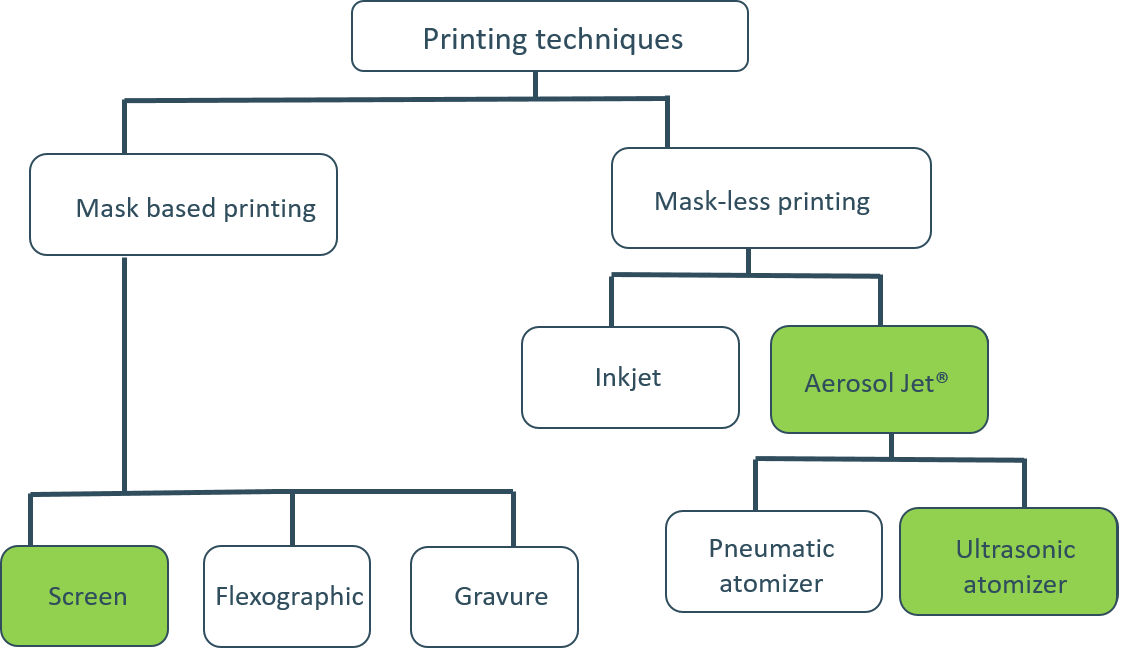 Printing techniques
Mask based printing
Mask-less printing
Inkjet
Aerosol Jet®
Pneumatic
atomizer
Ultrasonic
atomizer
Screen
Flexographic
Gravure